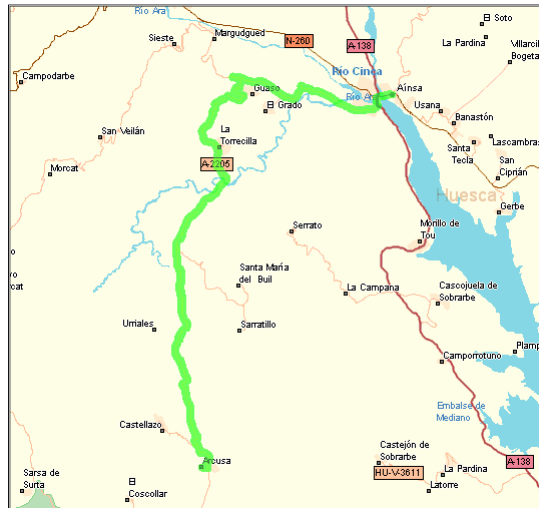 Río Ara
Soto
Margudgued
Sieste
N-260
A-138
La Pardina
Campodarbe
Río Cinca
Guaso
Río Ara
Aínsa
El Grado
Usana
Banastón
San Velián
La
Torrecilla
Santa
Tecla
Lascambras
San
Ciprián
A-2205
Morcat
Huesca
Gerbe
Serrato
Morillo de
Tou
Santa María
del Buil
La Campana
Cascojuela de
Sobrarbe
Urriales
Sarratillo
Plamp
Camporrotuno
Embalse de
Mediano
Castellazo
Arcusa
Castejón de
Sobrarbe
A-138
HU-V-3611
La Pardina
Latorre
Sarsa de
Surta
El
Coscollar